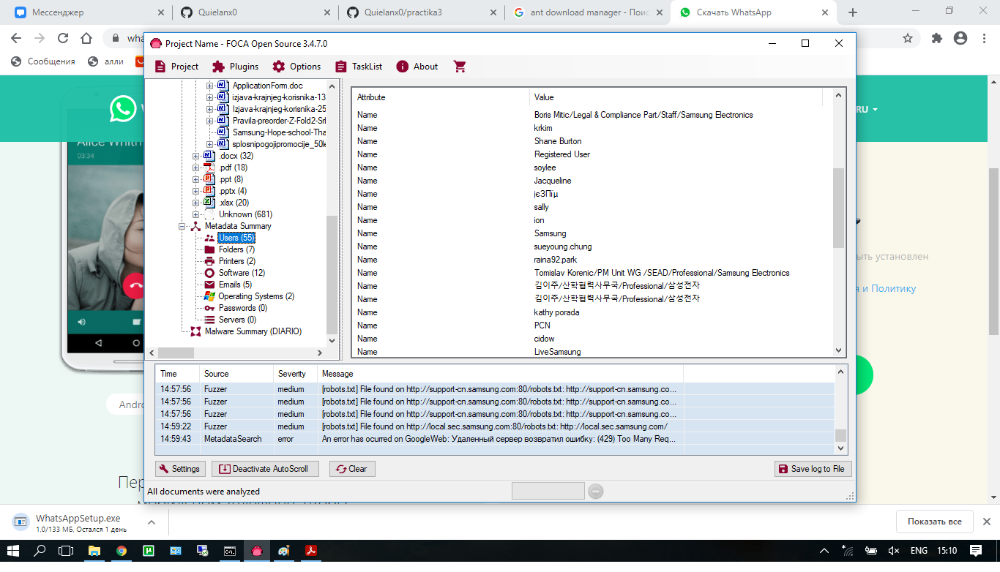 Мессенджер
Quielanx0
Quielanx0/practika3
ant download manager - Поис
Скачать WhatsApp
wha
Сообщения
алли
Project Name - FOCA Open Source 3.4.7.0
Project Plugins Options TaskList About
ApplicationForm.doc
izjava-krajnjeg-korisnika-13
Izjava-krajnjeg-korisnika-25
Pravila-preorder-Z-Fold2-Srl
Samsung-Hope-school-Tha
splosnipogojipromocije_50le
.docx (32)
.pdf (18)
.ppt (8)
.pptx (4)
.xlsx (20)
Unknown (681)
Metadata Summary
Users (55)
Folders (7)
Printers (2)
Software (12)
Emails (5)
Operating Systems (2)
Passwords (0)
Servers (0)
Malware Summary (DIARIO)
Attribute Value
Name Boris Mitic/Legal & Compliance Part/Staff/Samsung Electronics
Name krkim
Name Shane Burton
Name Registered User
Name soylee
Name Jacqueline
Name
Name sally
Name ion
Name Samsung
Name sueyoung.chung
Name raina92.park
Name Tomislav Korenic/PM Unit WG /SEAD/Professional/Samsung Electronics
Name 김이주/산학협력사무국/Professional/삼성전자
Name 김이주/산학협력사무국/Professional/삼성전자
Name kathy porada
Name PCN
Name cidow
Name LiveSamsung
Time Source Severity Message
14:57:56 Fuzzer medium [robots.txt] File found on http://support-cn.samsung.com:80/robots.txt: http://support-cn.samsung.co...
14:57:56 Fuzzer medium [robots.txt] File found on http://support-cn.samsung.com:80/robots.txt: http://support-cn.samsung.co...
14:57:56 Fuzzer medium [robots.txt] File found on http://support-cn.samsung.com:80/robots.txt: http://support-cn.samsung.co...
14:59:22 Fuzzer medium [robots.txt] File found on http://local.sec.samsung.com:80/robots.txt: http://local.sec.samsung.com/
14:59:43 MetadataSearch error An error has ocurred on GoogleWeb: Удаленный сервер возвратил ошибку: (429) Too Many Req...
Settings Deactivate AutoScroll Clear Save log to File
All documents were analyzed
RU
Alice Whitm
03:34
ыть установлен
я и Политику
Andro
Пер
WhatsAppSetup.exe
1,0/133 МБ, Остался 1 день
Показать все
ENG 15:10